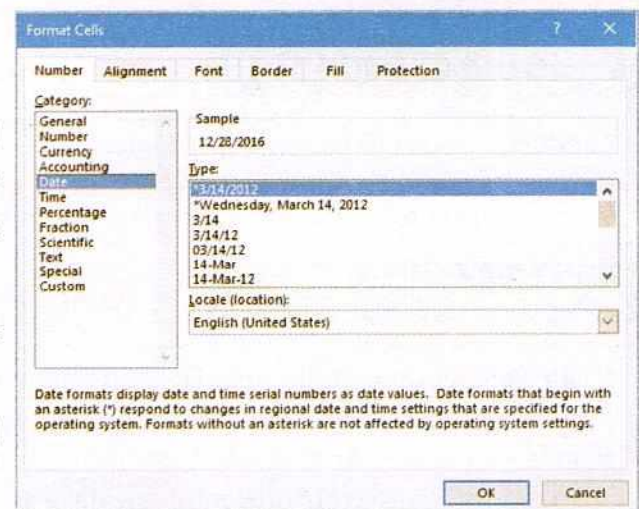 Format Cells ? ×
Number Alignment Font Border Fill Protection
Category:
General
Number
Currency
Accounting
Date
Time
Percentage
Fraction
Scientific
Text
Special
Custom
Sample
12/28/2016
Type:
*3/14/2012
*Wednesday, March 14, 2012
3/14
3/14/12
03/14/12
14-Mar
14-Mar-12
Locale (location):
English (United States)
Date formats display date and time serial numbers as date values. Date formats that begin with
an asterisk (*) respond to changes in regional date and time settings that are specified for the
operating system. Formats without an asterisk are not affected by operating system settings.
OK Cancel